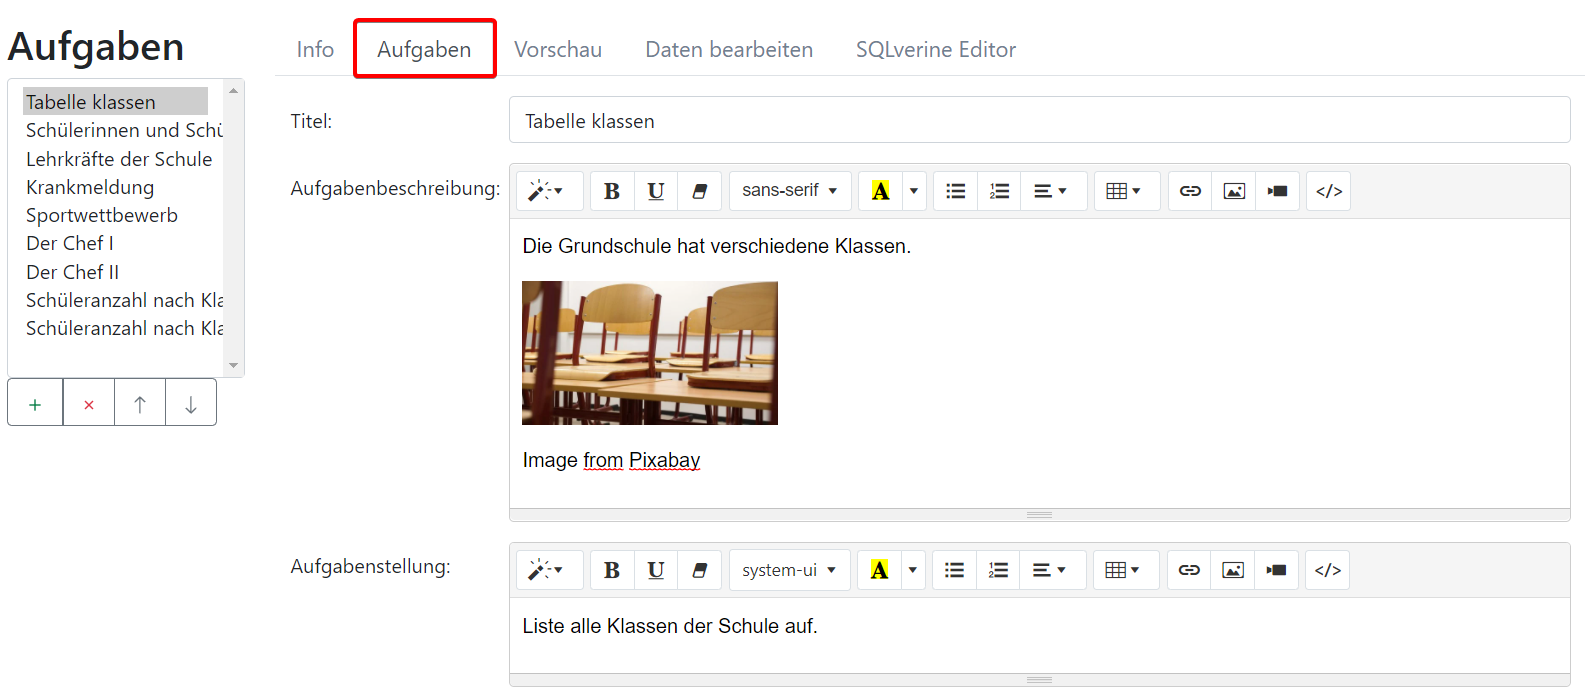 Aufgaben
Tabelle klassen
Schülerinnen und Schü
Lehrkräfte der Schule
Krankmeldung
Sportwettbewerb
Der Chef I
Der Chef II
Schüleranzahl nach Kla
Schüleranzahl nach Kla
Info Aufgaben Vorschau Daten bearbeiten SQLverine Editor
Titel: Tabelle klassen
Aufgabenbeschreibung:
B U sans-serif A </>
Die Grundschule hat verschiedene Klassen.
Image from Pixabay
Aufgabenstellung:
B U system-ui A </>
Liste alle Klassen der Schule auf.